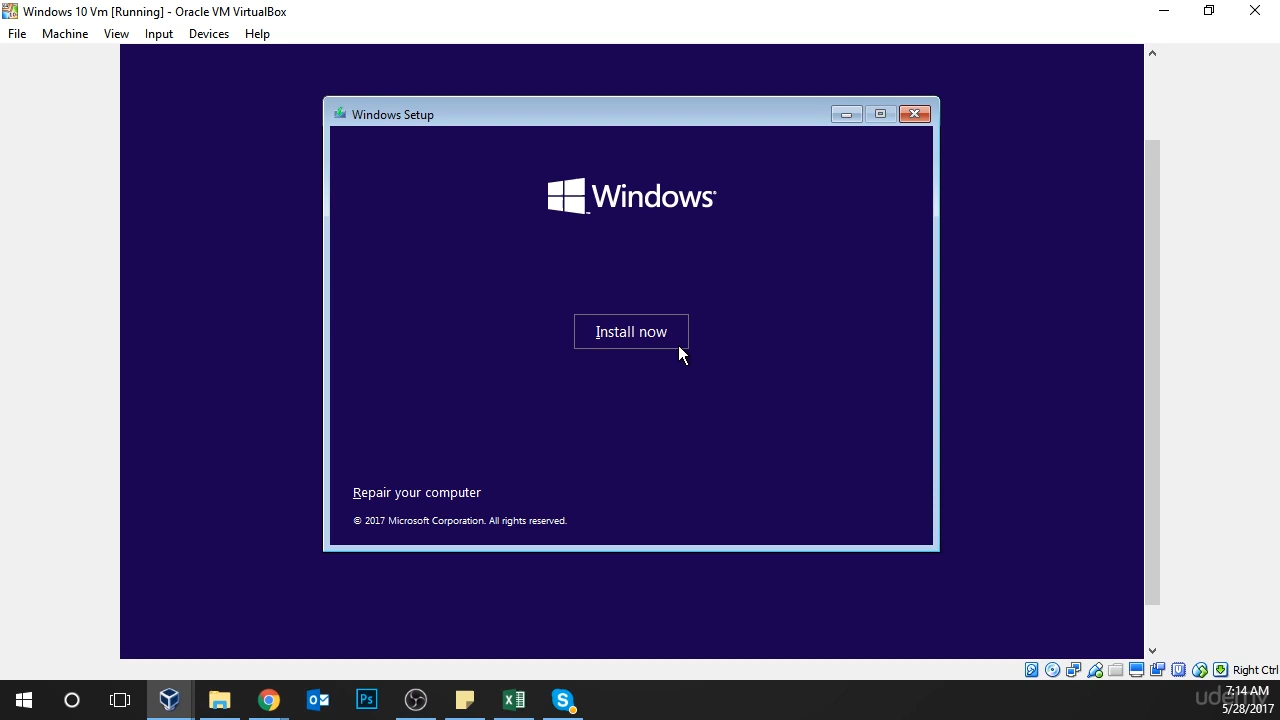 Windows 10 Vm [Running] - Oracle VM VirtualBox
File Machine View Input Devices Help
Windows Setup
Windows
Install now
Repair your computer
© 2017 Microsoft Corporation. All rights reserved.
Right Ctrl
Ps
udemy
7:14 AM
5/28/2017